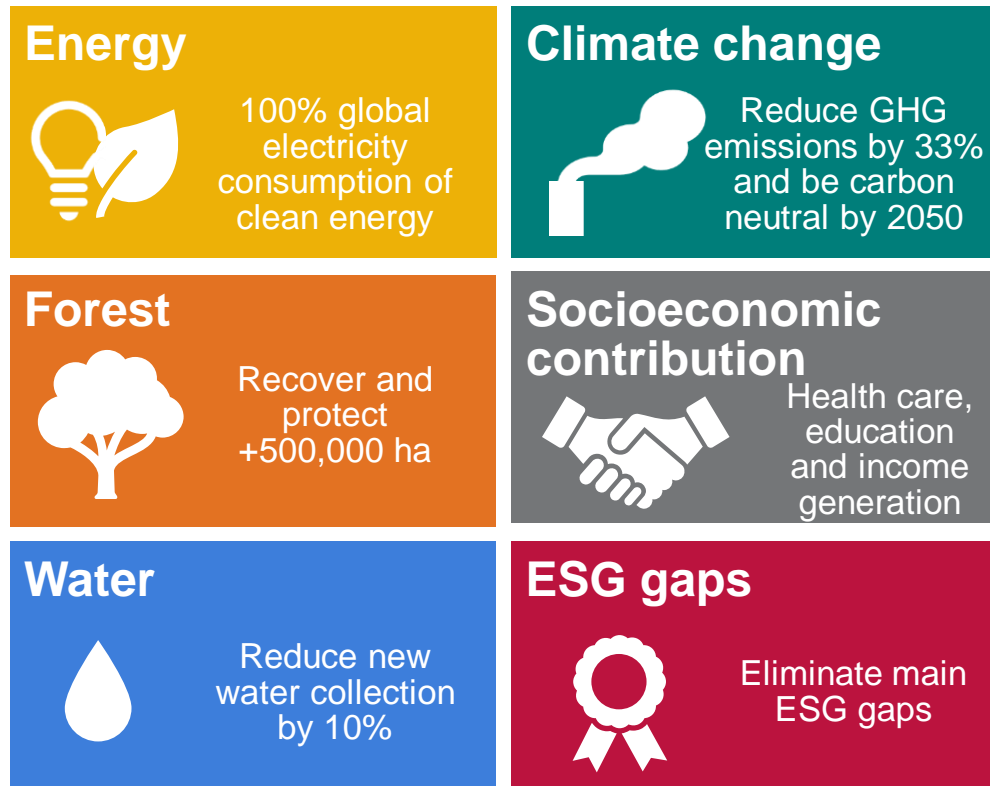 Energy
100% global
electricity
consumption of
clean energy
Climate change
Reduce GHG
emissions by 33%
and be carbon
neutral by 2050
Forest
Recover and
protect
+500,000 ha
Socioeconomic
contribution
Health care,
education
and income
generation
Water
Reduce new
water collection
by 10%
ESG gaps
Eliminate main
ESG gaps